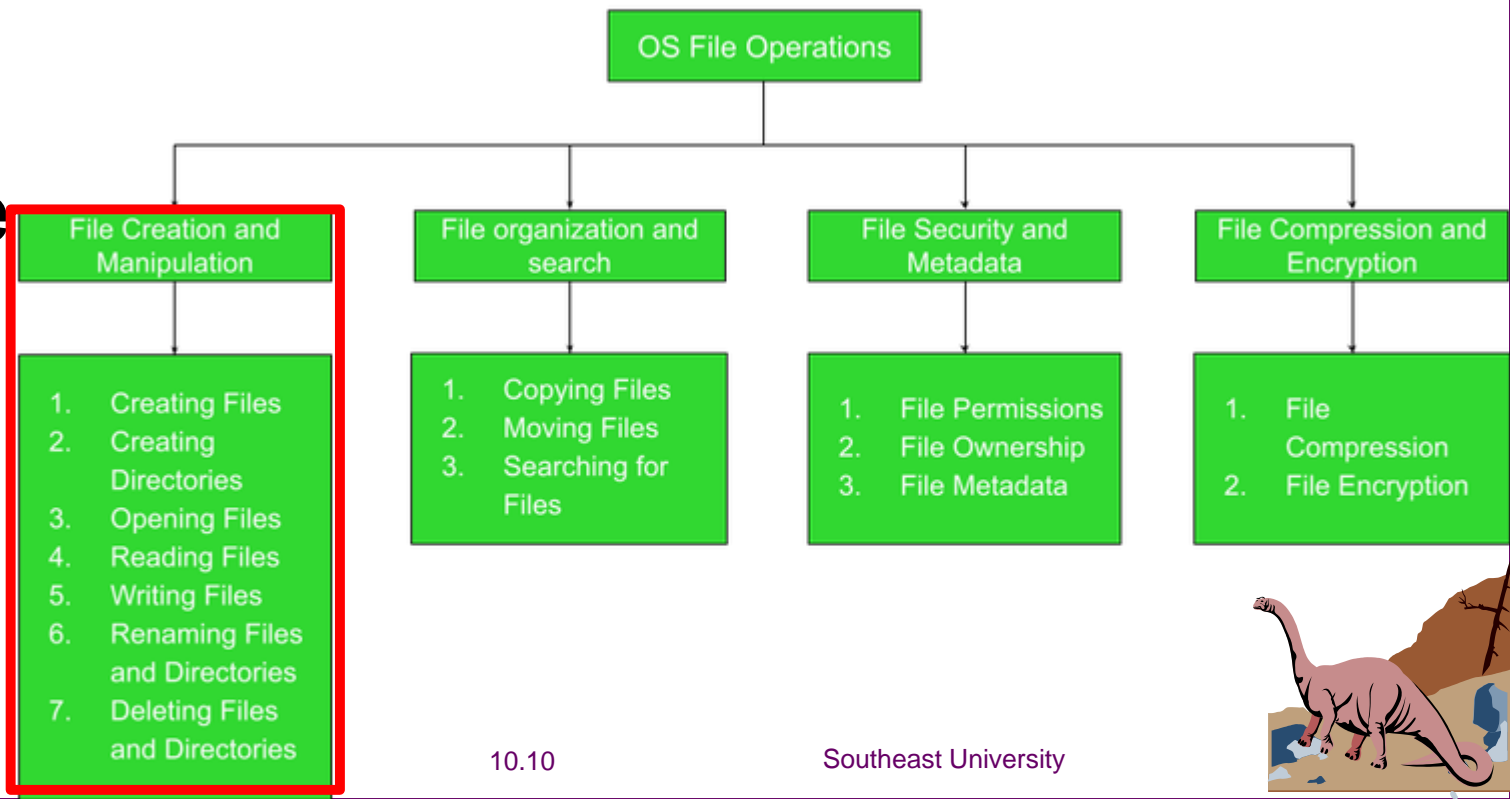 OS File Operations
e
File Creation and
Manipulation
1. Creating Files
2. Creating
Directories
3. Opening Files
4. Reading Files
5. Writing Files
6. Renaming Files
and Directories
7. Deleting Files
and Directories
File organization and
search
1. Copying Files
2. Moving Files
3. Searching for
Files
File Security and
Metadata
1. File Permissions
2. File Ownership
3. File Metadata
File Compression and
Encryption
1. File
Compression
2. File Encryption
10.10
Southeast University